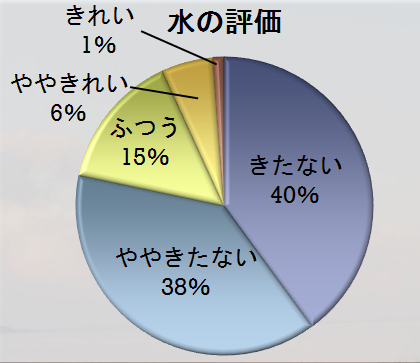 水の評価
きれい
1%
ややきれい
6%
ふつう
15%
きたない
40%
ややきたない
38%